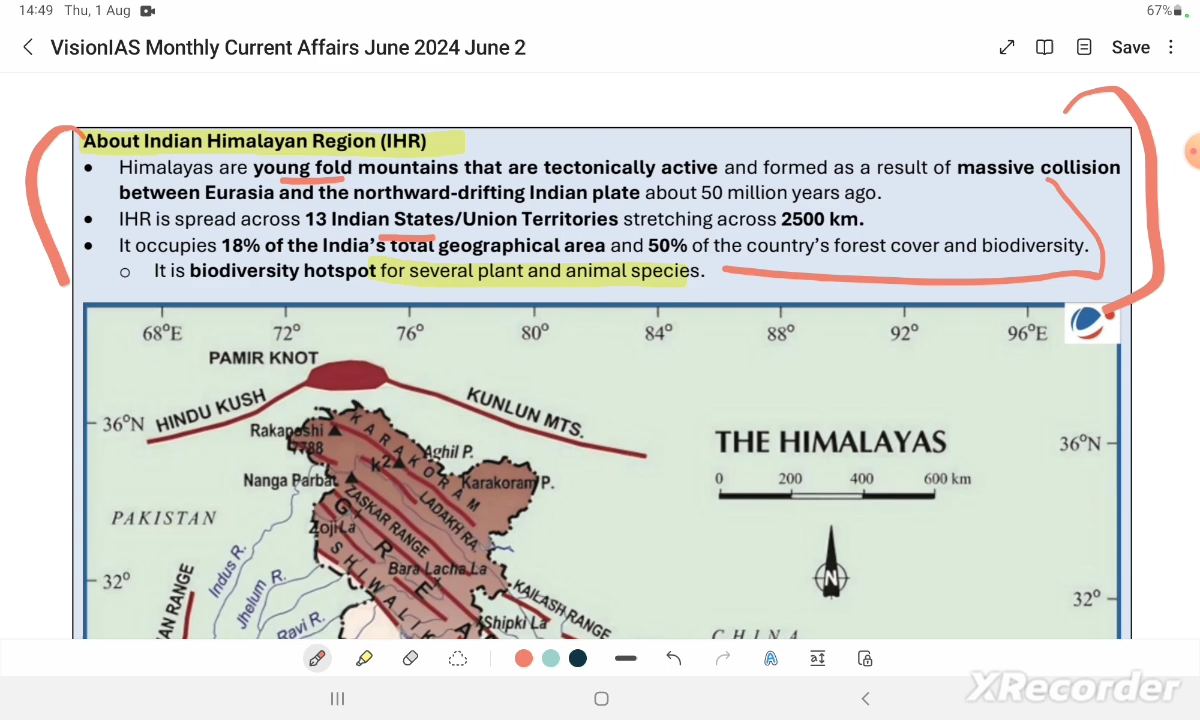 14:49 Thu, 1 Aug
67%
VisionIAS Monthly Current Affairs June 2024 June 2
Save
About Indian Himalayan Region (IHR)
• Himalayas are young fold mountains that are tectonically active and formed as a result of massive collision
between Eurasia and the northward-drifting Indian plate about 50 million years ago.
• IHR is spread across 13 Indian States/Union Territories stretching across 2500 km.
• It occupies 18% of the India's total geographical area and 50% of the country's forest cover and biodiversity.
o It is biodiversity hotspot for several plant and animal species.
68°E 72° 76° 80° 84° 88° 92° 96°E
PAMIR KNOT
HINDU KUSH
KUNLUN MTS.
36°N
Rakaposhi
7788
KARAKORAM
Aghil P.
K2
THE HIMALAYAS
36°N
Nanga Parbat
Karakoram P.
0 200 400 600 km
LADAKH RA.
ZASKAR RANGE
PAKISTAN
Zoji La
G R E A
Bara Lacha La
N
Indus R.
Jhelum R.
SHIWALIK
32°
KAILASH RANGE
32°
AN RANGE
Ravi R.
Shipki La
CHINA
XRecorder